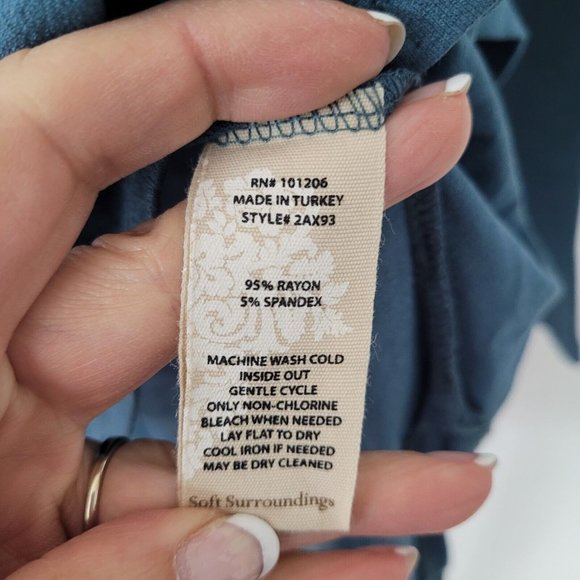 RN# 101206
MADE IN TURKEY
STYLE# 2AX93
95% RAYON
5% SPANDEX
MACHINE WASH COLD
INSIDE OUT
GENTLE CYCLE
ONLY NON-CHLORINE
BLEACH WHEN NEEDED
LAY FLAT TO DRY
COOL IRON IF NEEDED
MAY BE DRY CLEANED
Soft Surroundings